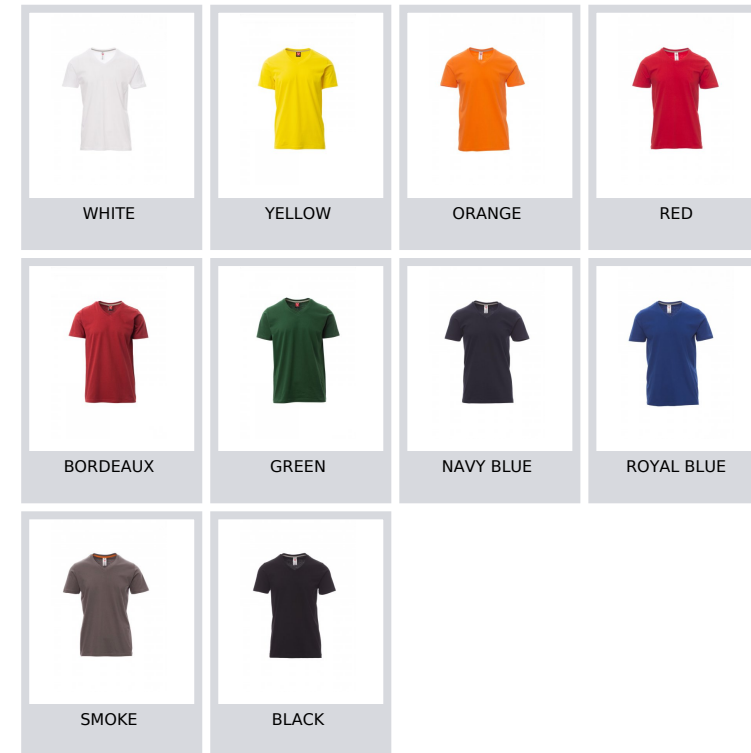 WHITE
YELLOW
ORANGE
RED
BORDEAUX
GREEN
NAVY BLUE
ROYAL BLUE
SMOKE
BLACK